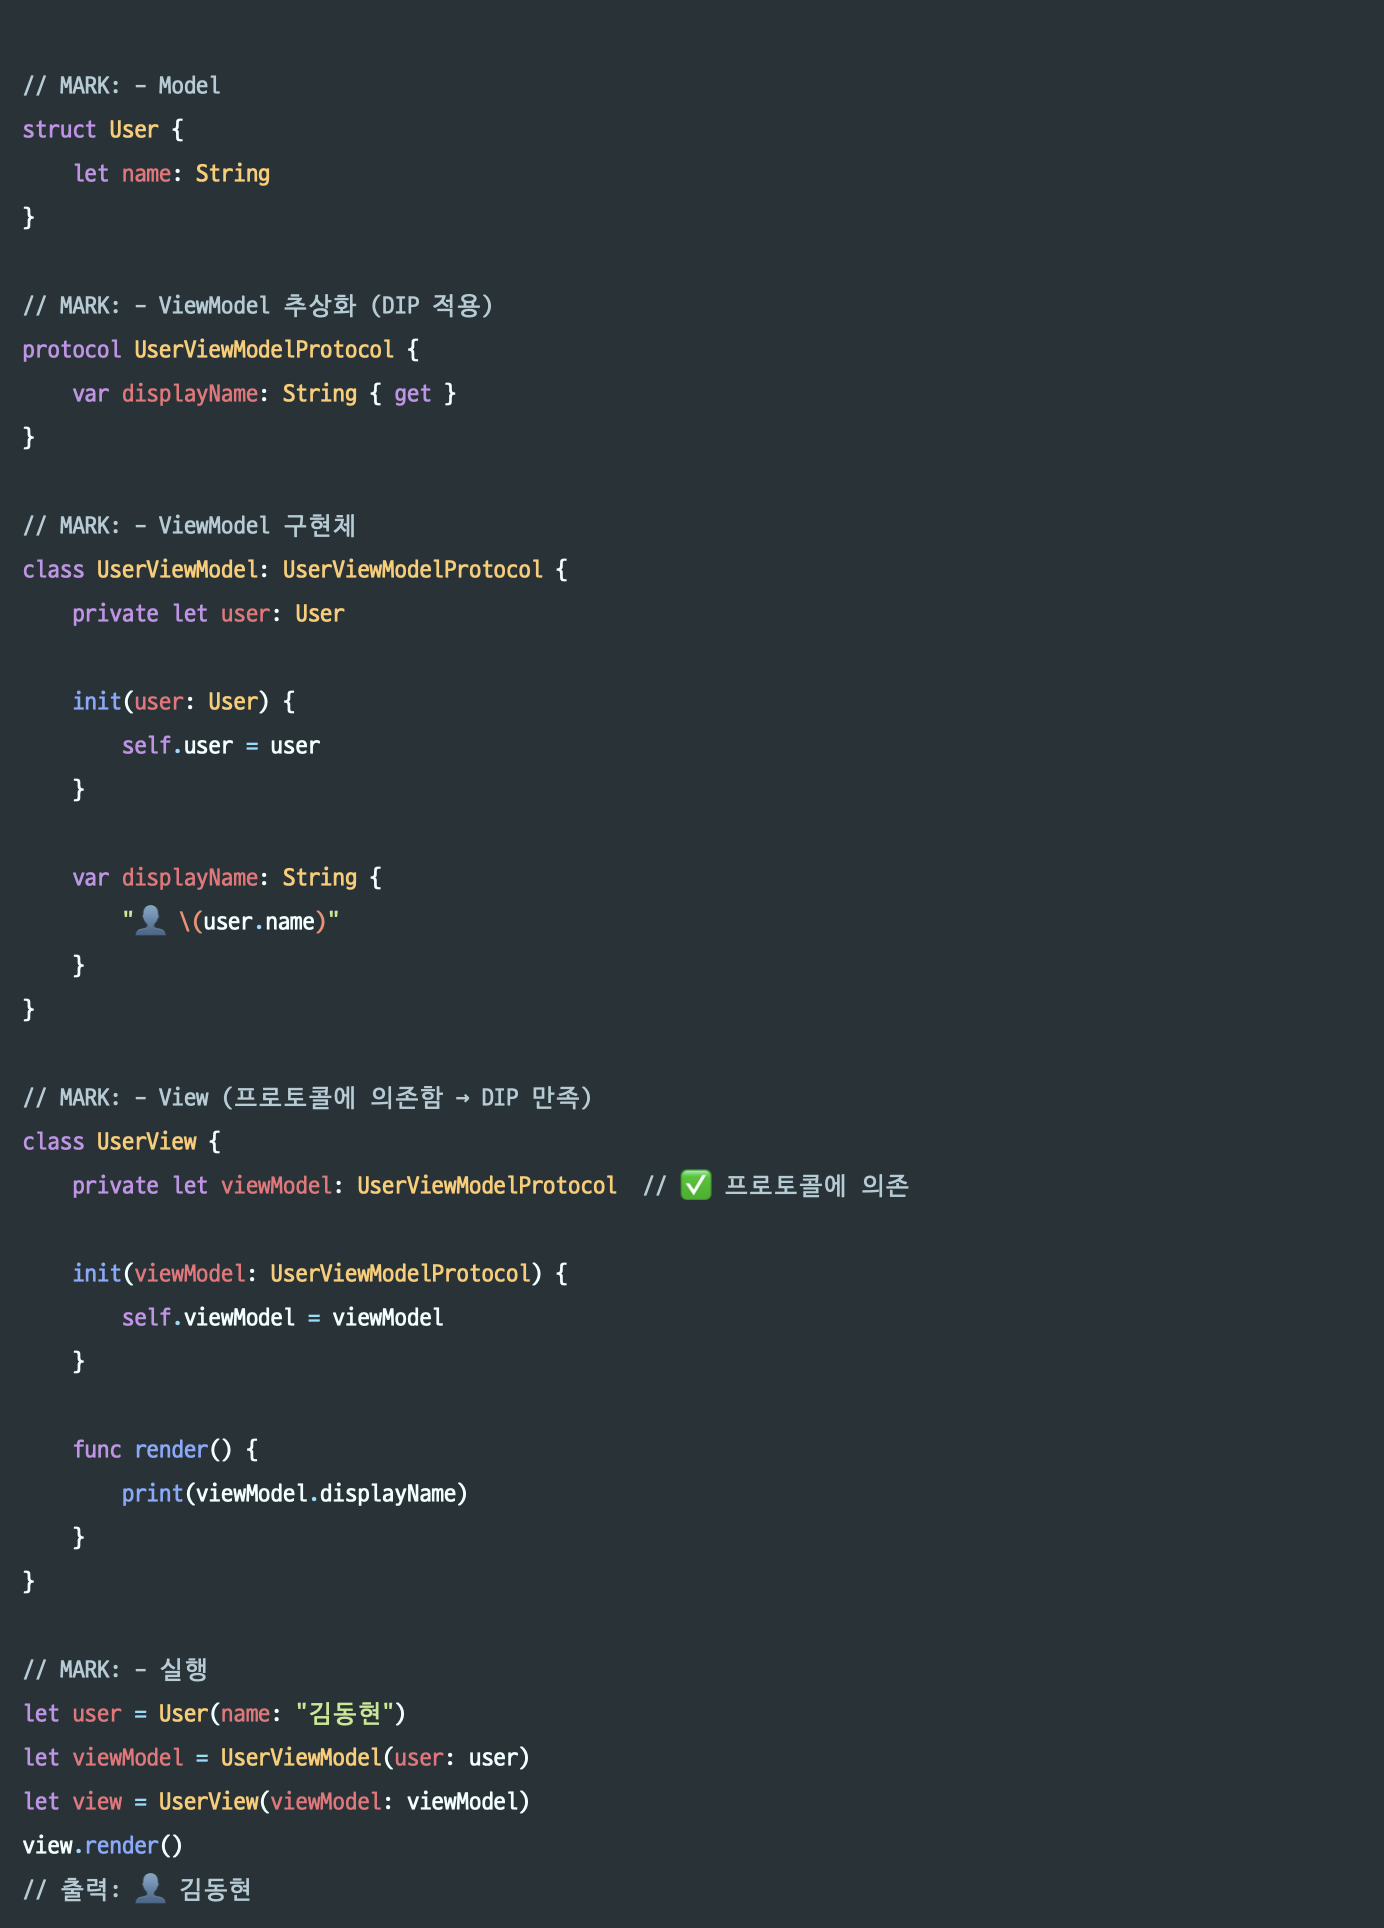 // MARK: - Model
struct User {
    let name: String
}
// MARK: - ViewModel 추상화 (DIP 적용)
protocol UserViewModelProtocol {
    var displayName: String { get }
}
// MARK: - ViewModel 구현체
class UserViewModel: UserViewModelProtocol {
    private let user: User
    init(user: User) {
        self.user = user
    }
    var displayName: String {
        "👤 \(user.name)"
    }
}
// MARK: - View (프로토콜에 의존함 → DIP 만족)
class UserView {
    private let viewModel: UserViewModelProtocol  // ✅ 프로토콜에 의존
    init(viewModel: UserViewModelProtocol) {
        self.viewModel = viewModel
    }
    func render() {
        print(viewModel.displayName)
    }
}
// MARK: - 실행
let user = User(name: "김동현")
let viewModel = UserViewModel(user: user)
let view = UserView(viewModel: viewModel)
view.render()
// 출력: 👤 김동현